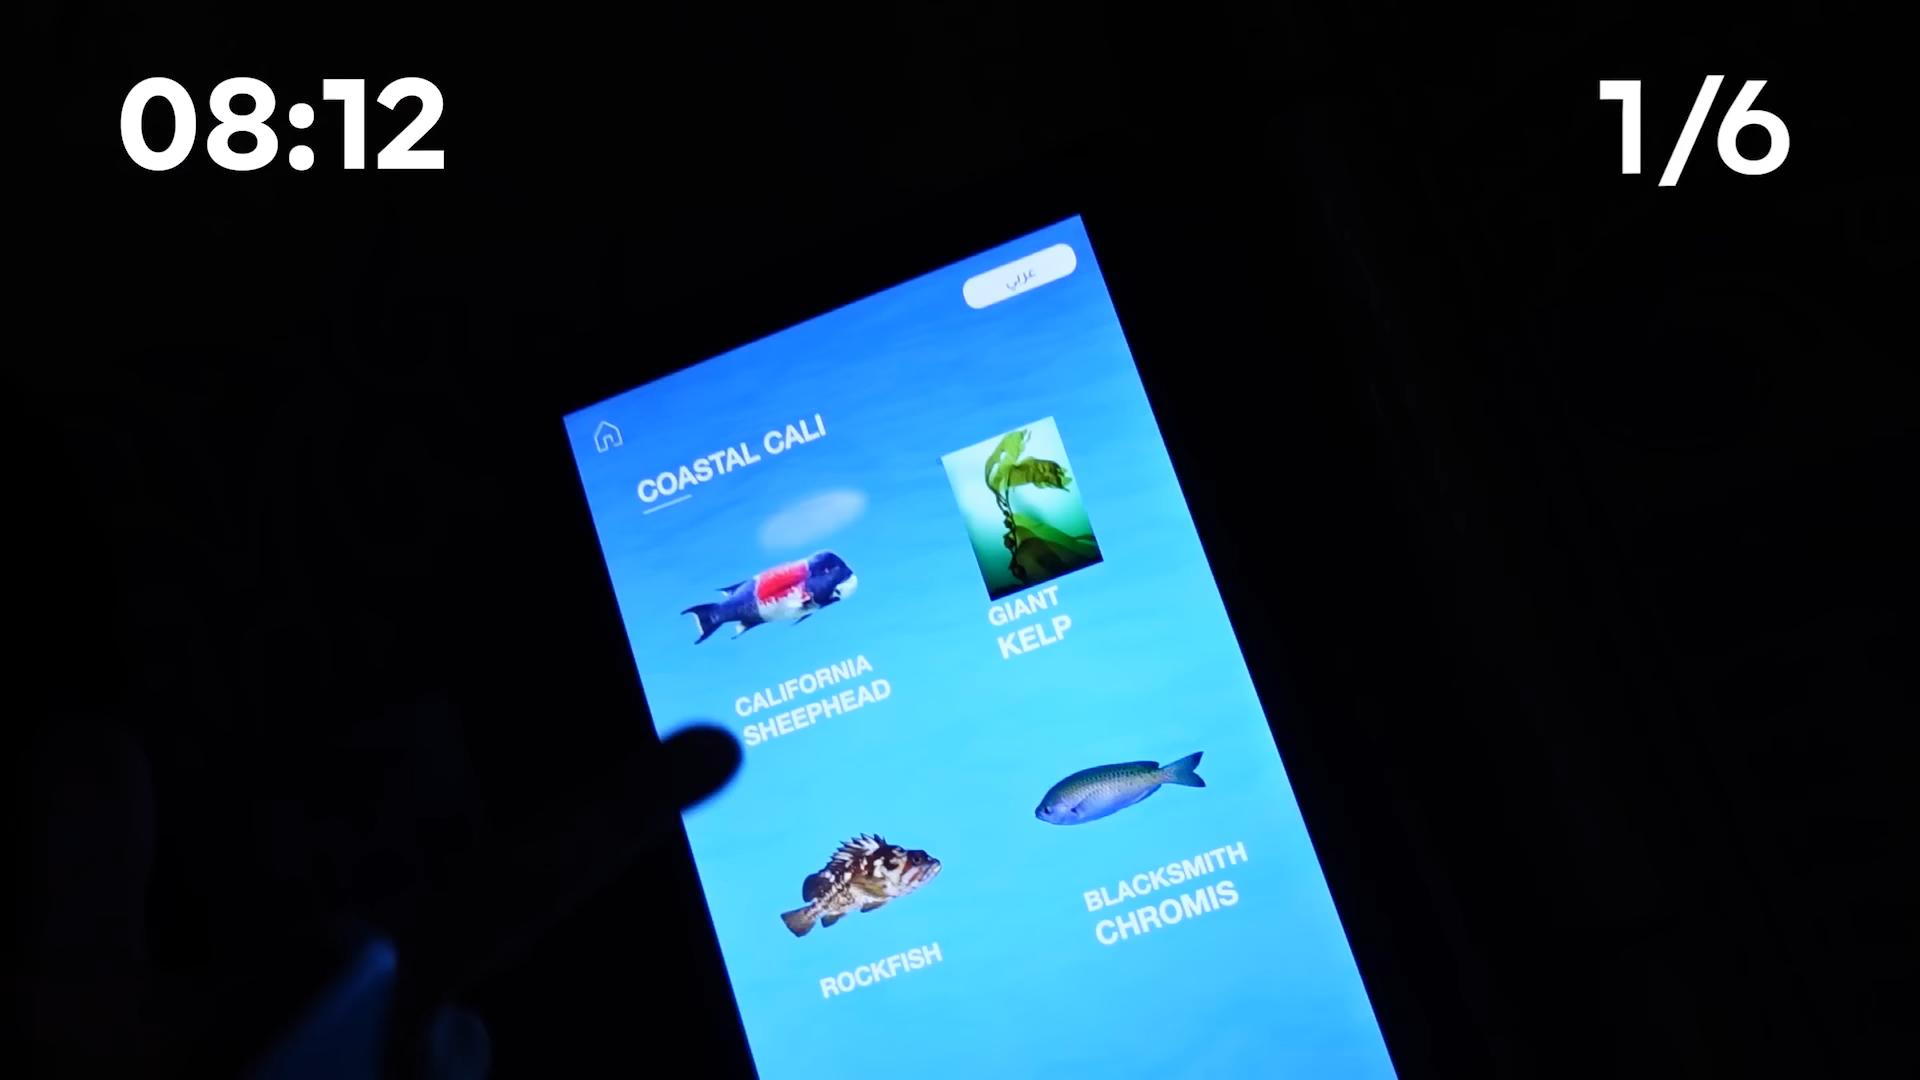 08:12
1/6
عربي
COASTAL CALI
CALIFORNIA
SHEEPHEAD
GIANT
KELP
ROCKFISH
BLACKSMITH
CHROMIS